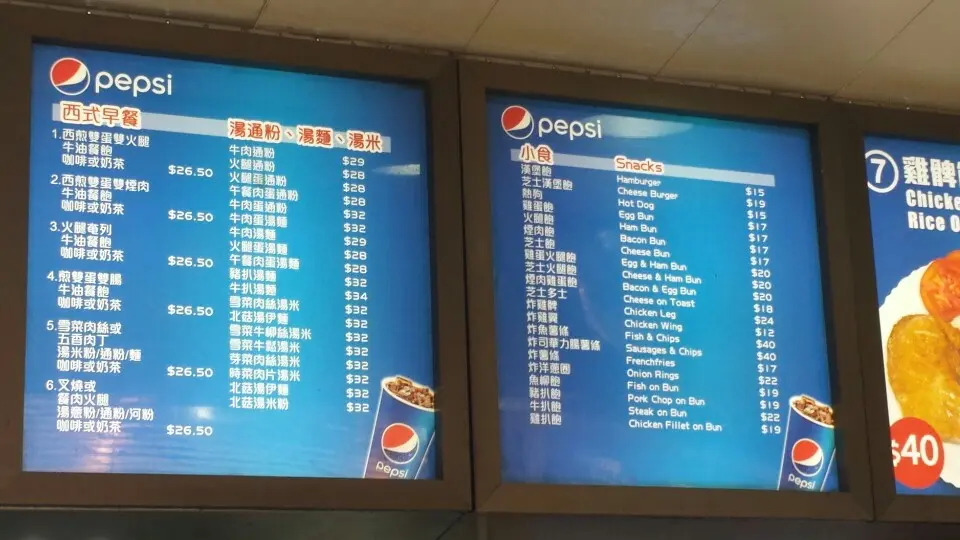 pepsi
西式早餐
1.西煎雙蛋雙火腿
牛油餐飽
咖啡或奶茶 $26.50
2.西煎雙蛋雙煙肉
牛油餐飽
咖啡或奶茶 $26.50
3.火腿奄列
牛油餐飽
咖啡或奶茶 $26.50
4.煎雙蛋雙腸
牛油餐飽
咖啡或奶茶 $26.50
5.雪菜肉絲或
五香肉丁
湯米粉/通粉/麵
咖啡或奶茶 $26.50
6.叉燒或
餐肉火腿
湯意粉/通粉/河粉
咖啡或奶茶 $26.50
湯通粉、湯麵、湯米
牛肉通粉 $29
火腿通粉 $28
火腿蛋通粉 $28
午餐肉蛋通粉 $28
牛肉蛋通粉 $32
牛肉蛋湯麵 $32
牛肉湯麵 $29
火腿蛋湯麵 $28
午餐肉蛋湯麵 $28
豬扒湯麵 $32
牛扒湯麵 $34
雪菜肉絲湯米 $32
北菇湯伊麵 $32
雪菜牛柳絲湯米 $32
雪菜牛鬆湯米 $32
芽菜肉絲湯米 $32
時菜肉片湯米 $32
北菇湯伊麵 $32
北菇湯米粉 $32
pepsi
pepsi
小食 Snacks
漢堡飽 Hamburger $15
芝士漢堡飽 Cheese Burger $19
熱狗 Hot Dog $15
雞蛋飽 Egg Bun $17
火腿飽 Ham Bun $17
煙肉飽 Bacon Bun $17
芝士飽 Cheese Bun $17
雞蛋火腿飽 Egg & Ham Bun $20
芝士火腿飽 Cheese & Ham Bun $20
煙肉雞蛋飽 Bacon & Egg Bun $20
芝士多士 Cheese on Toast $18
炸雞髀 Chicken Leg $24
炸雞翼 Chicken Wing $12
炸魚薯條 Fish & Chips $40
炸司華力腸薯條 Sausages & Chips $40
炸薯條 Frenchfries $17
炸洋蔥圈 Onion Rings $22
魚柳飽 Fish on Bun $19
豬扒飽 Pork Chop on Bun $19
牛扒飽 Steak on Bun $22
雞扒飽 Chicken Fillet on Bun $19
pepsi
7 雞髀
Chicke
Rice O
$40